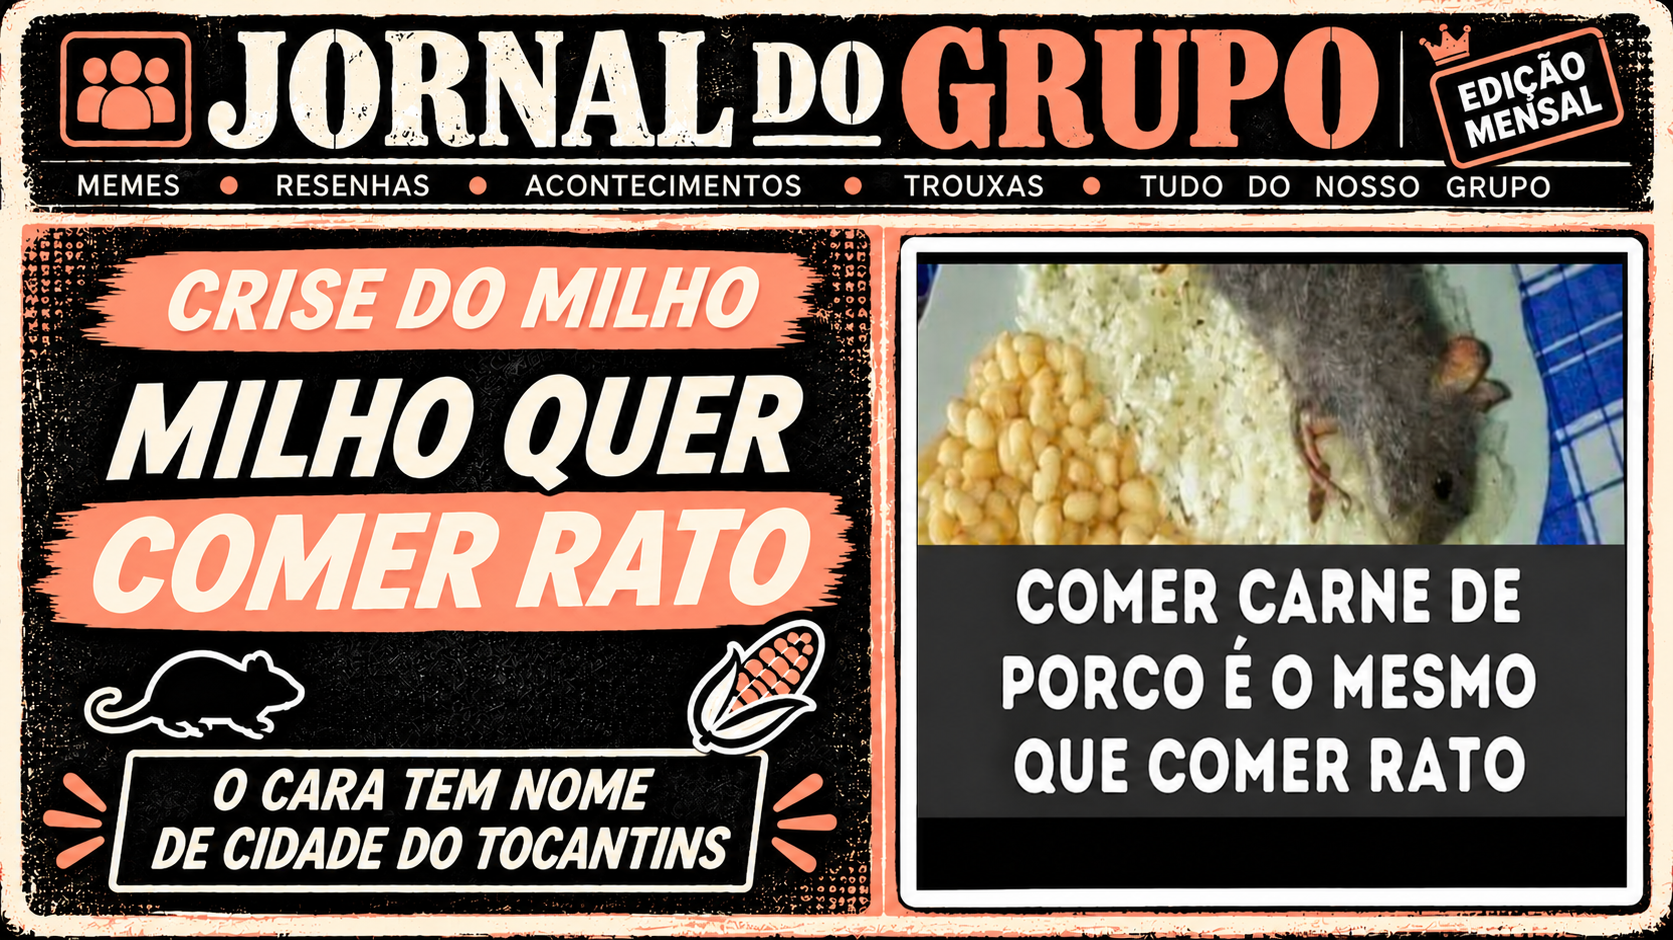 JORNAL DO GRUPO
EDIÇÃO
MENSAL
MEMES • RESENHAS • ACONTECIMENTOS • TROUXAS • TUDO DO NOSSO GRUPO
CRISE DO MILHO
MILHO QUER
COMER RATO
O CARA TEM NOME
DE CIDADE DO TOCANTINS
COMER CARNE DE
PORCO É O MESMO
QUE COMER RATO